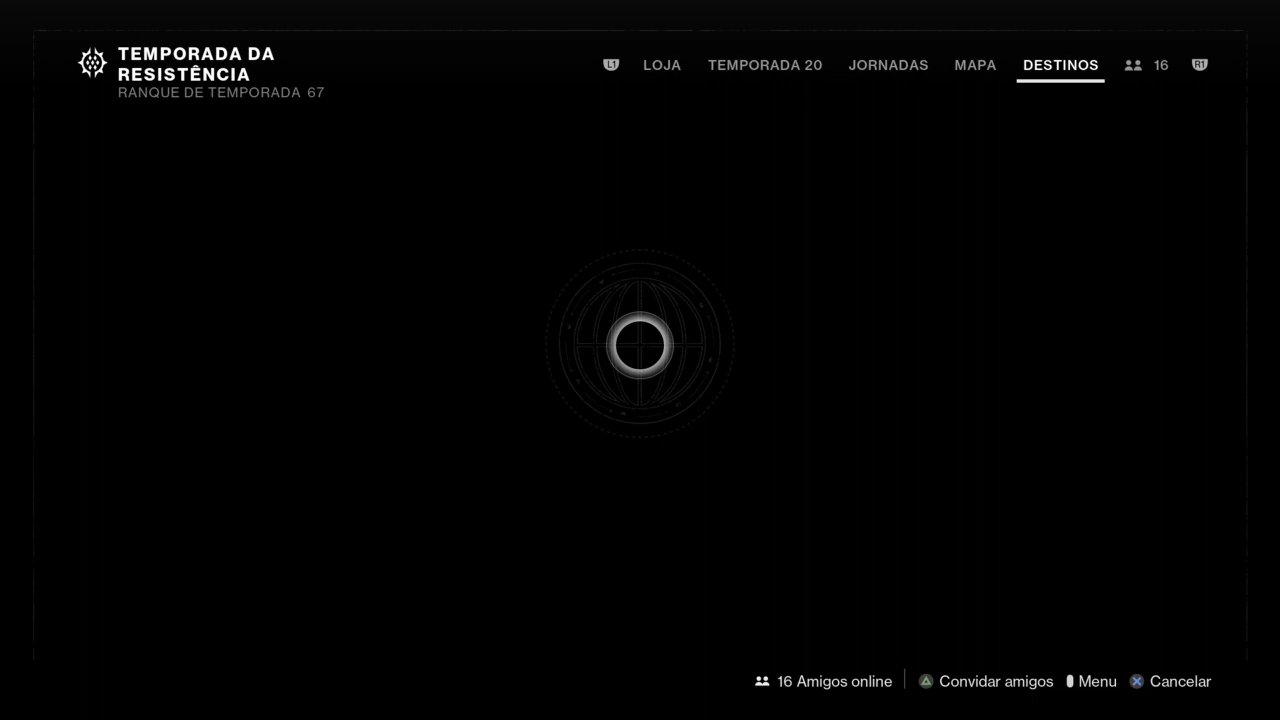 TEMPORADA DA
RESISTÊNCIA
RANQUE DE TEMPORADA 67
L1 LOJA TEMPORADA 20 JORNADAS MAPA DESTINOS 16 R1
16 Amigos online Convidar amigos Menu Cancelar